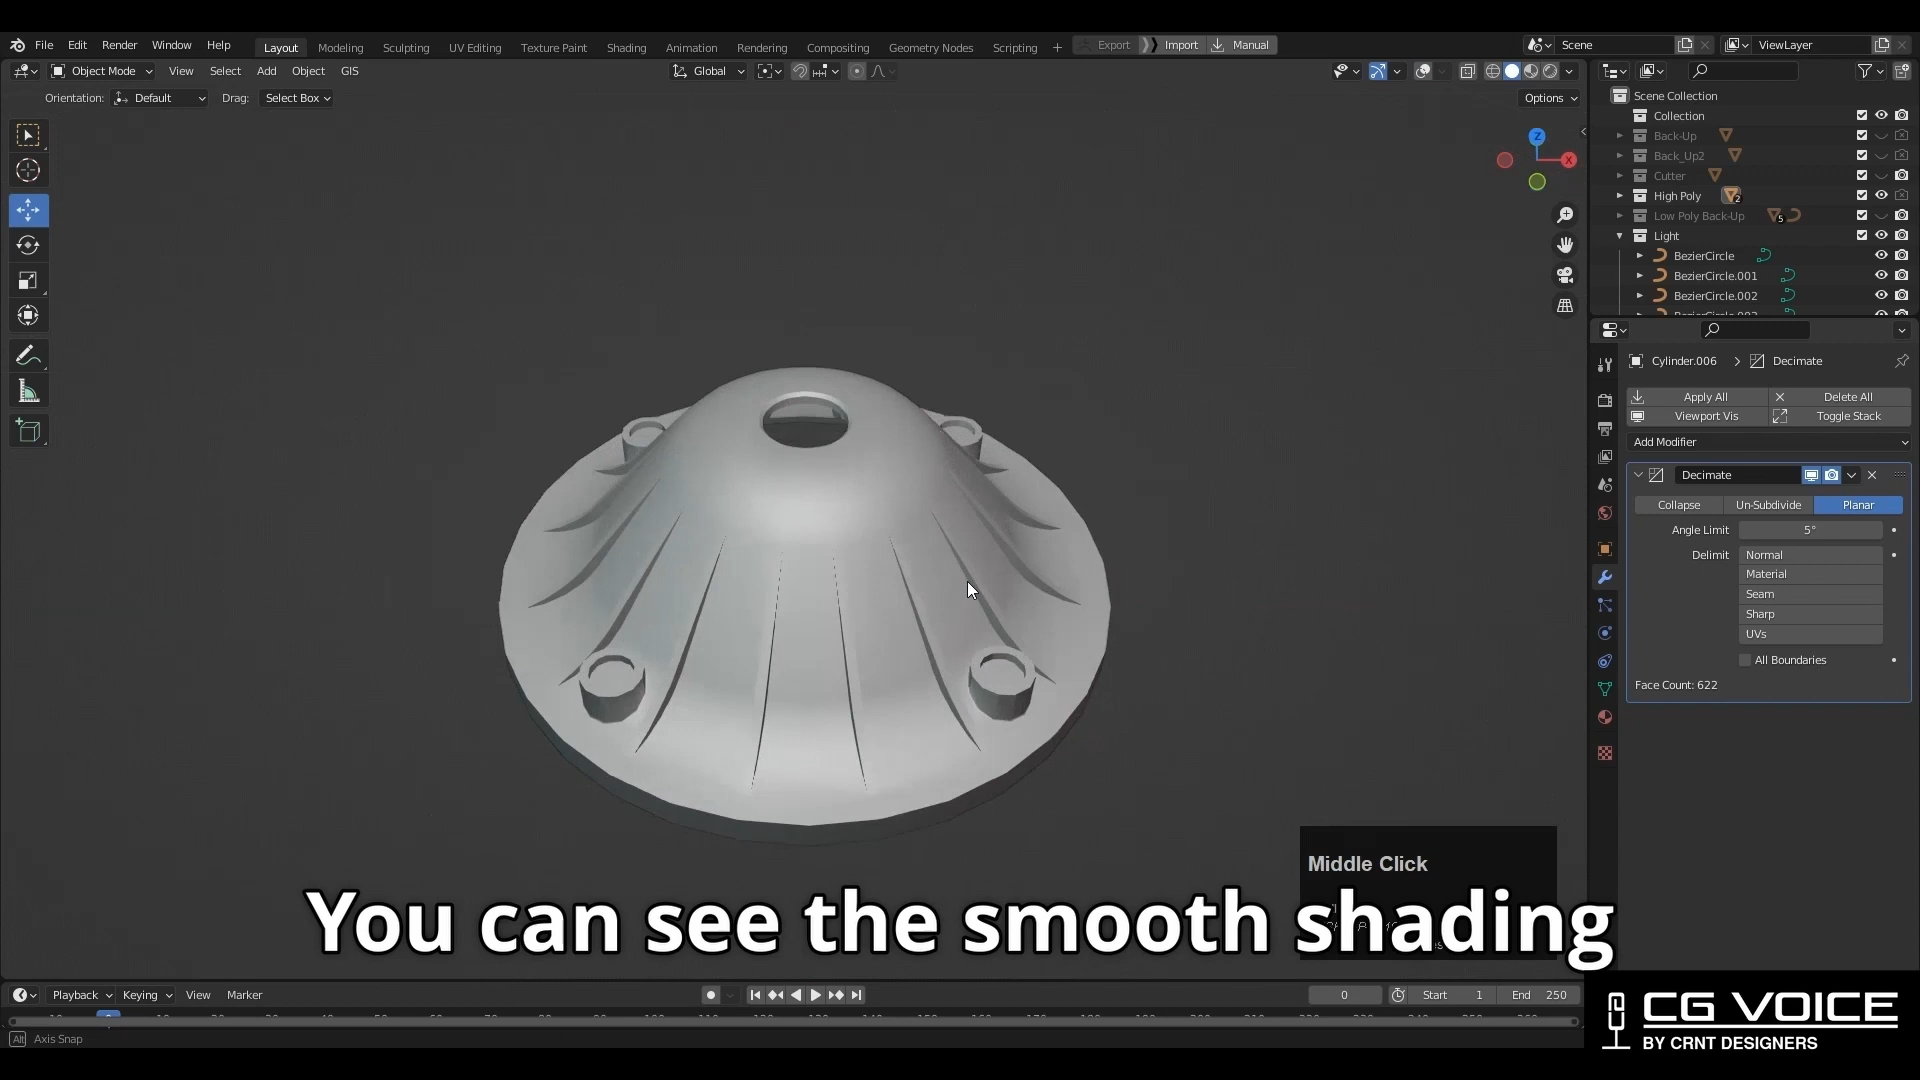 File Edit Render Window Help Layout Modeling Sculpting UV Editing Texture Paint Shading Animation Rendering Compositing Geometry Nodes Scripting + Export Import Manual Scene ViewLayer
Object Mode View Select Add Object GIS Global
Orientation: Default Drag: Select Box Options
Z
X
Scene Collection
Collection
Back-Up
Back_Up2
Cutter
High Poly 2
Low Poly Back-Up 5
Light
BezierCircle
BezierCircle.001
BezierCircle.002
Cylinder.006 > Decimate
Apply All Delete All
Viewport Vis Toggle Stack
Add Modifier
Decimate
Collapse Un-Subdivide Planar
Angle Limit 5°
Delimit Normal
Material
Seam
Sharp
UVs
All Boundaries
Face Count: 622
Middle Click
You can see the smooth shading
Playback Keying View Marker 0 Start 1 End 250
Alt Axis Snap
CG VOICE
BY CRNT DESIGNERS